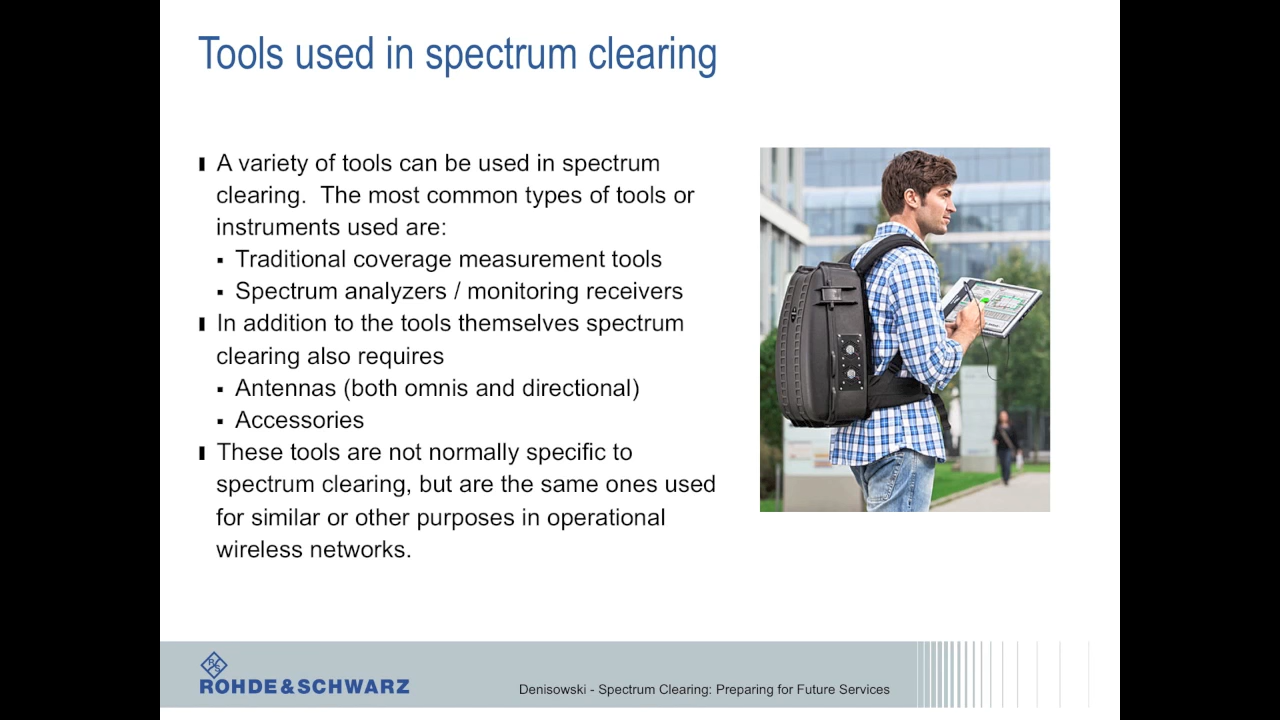 Tools used in spectrum clearing
A variety of tools can be used in spectrum
clearing.  The most common types of tools or
instruments used are:
Traditional coverage measurement tools
Spectrum analyzers / monitoring receivers
In addition to the tools themselves spectrum
clearing also requires
Antennas (both omnis and directional)
Accessories
These tools are not normally specific to
spectrum clearing, but are the same ones used
for similar or other purposes in operational
wireless networks.
R S
ROHDE&SCHWARZ
Denisowski - Spectrum Clearing: Preparing for Future Services